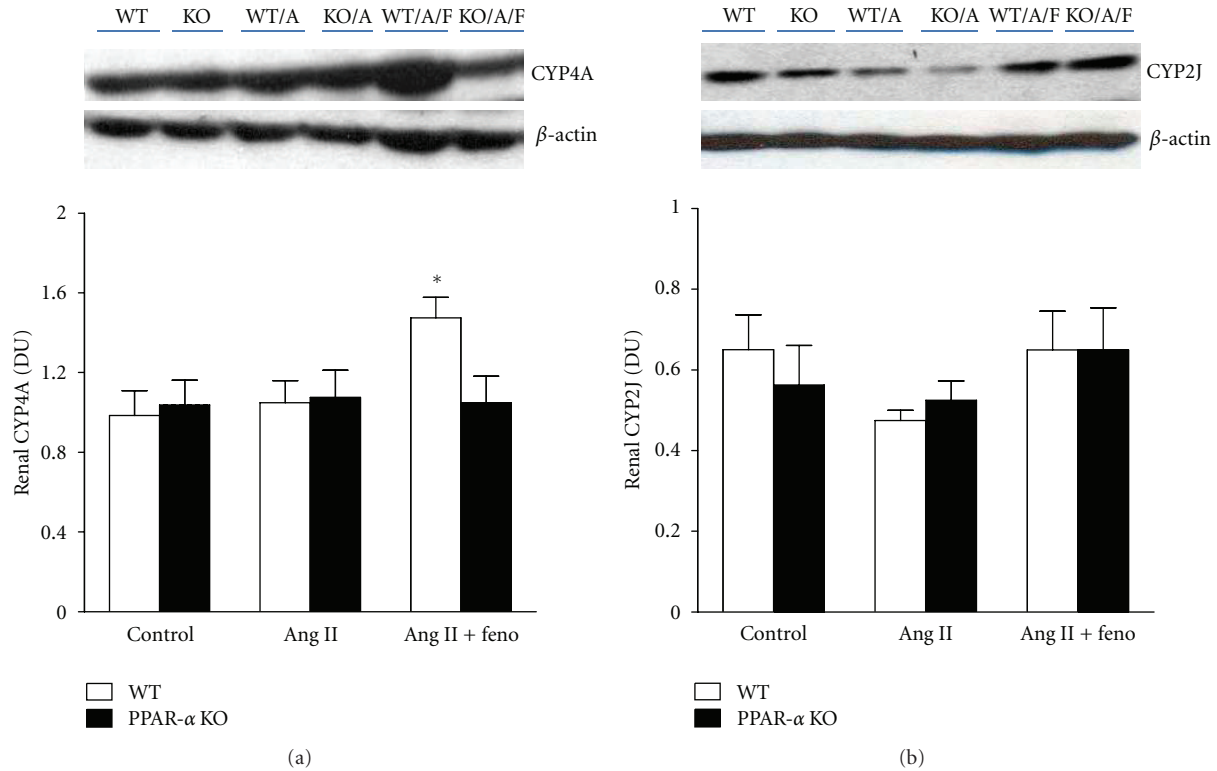 WT KO WT/A KO/A WT/A/F KO/A/F
CYP4A
β-actin
2
1.6
1.2
0.8
0.4
0
Renal CYP4A (DU)
*
Control Ang II Ang II + feno
WT
PPAR-α KO
(a)
WT KO WT/A KO/A WT/A/F KO/A/F
CYP2J
β-actin
1
0.8
0.6
0.4
0.2
0
Renal CYP2J (DU)
Control Ang II Ang II + feno
WT
PPAR-α KO
(b)